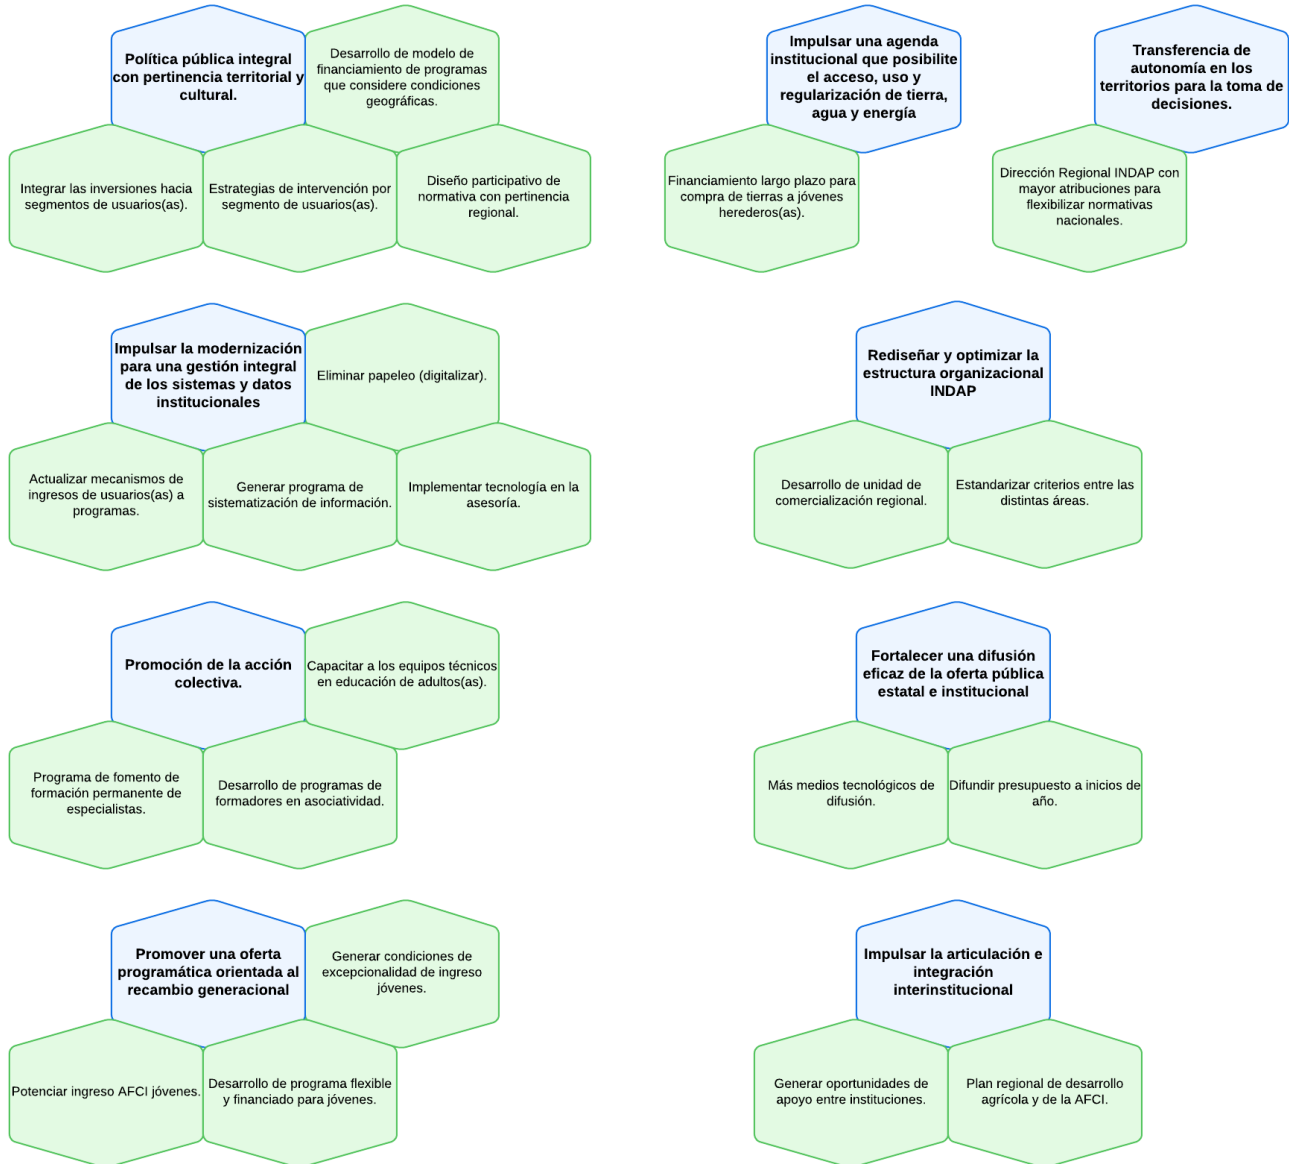 Política pública integral
con pertinencia territorial y
cultural.
Desarrollo de modelo de
financiamiento de programas
que considere condiciones
geográficas.
Integrar las inversiones hacia
segmentos de usuarios(as).
Estrategias de intervención por
segmento de usuarios(as).
Diseño participativo de
normativa con pertinencia
regional.
Impulsar una agenda
institucional que posibilite
el acceso, uso y
regularización de tierra,
agua y energía
Financiamiento largo plazo para
compra de tierras a jóvenes
herederos(as).
Transferencia de
autonomía en los
territorios para la toma de
decisiones.
Dirección Regional INDAP con
mayor atribuciones para
flexibilizar normativas
nacionales.
Impulsar la modernización
para una gestión integral
de los sistemas y datos
institucionales
Eliminar papeleo (digitalizar).
Actualizar mecanismos de
ingresos de usuarios(as) a
programas.
Generar programa de
sistematización de información.
Implementar tecnología en la
asesoría.
Rediseñar y optimizar la
estructura organizacional
INDAP
Desarrollo de unidad de
comercialización regional.
Estandarizar criterios entre las
distintas áreas.
Promoción de la acción
colectiva.
Capacitar a los equipos técnicos
en educación de adultos(as).
Programa de fomento de
formación permanente de
especialistas.
Desarrollo de programas de
formadores en asociatividad.
Fortalecer una difusión
eficaz de la oferta pública
estatal e institucional
Más medios tecnológicos de
difusión.
Difundir presupuesto a inicios de
año.
Promover una oferta
programática orientada al
recambio generacional
Generar condiciones de
excepcionalidad de ingreso
jóvenes.
Potenciar ingreso AFCI jóvenes.
Desarrollo de programa flexible
y financiado para jóvenes.
Impulsar la articulación e
integración
interinstitucional
Generar oportunidades de
apoyo entre instituciones.
Plan regional de desarrollo
agrícola y de la AFCI.